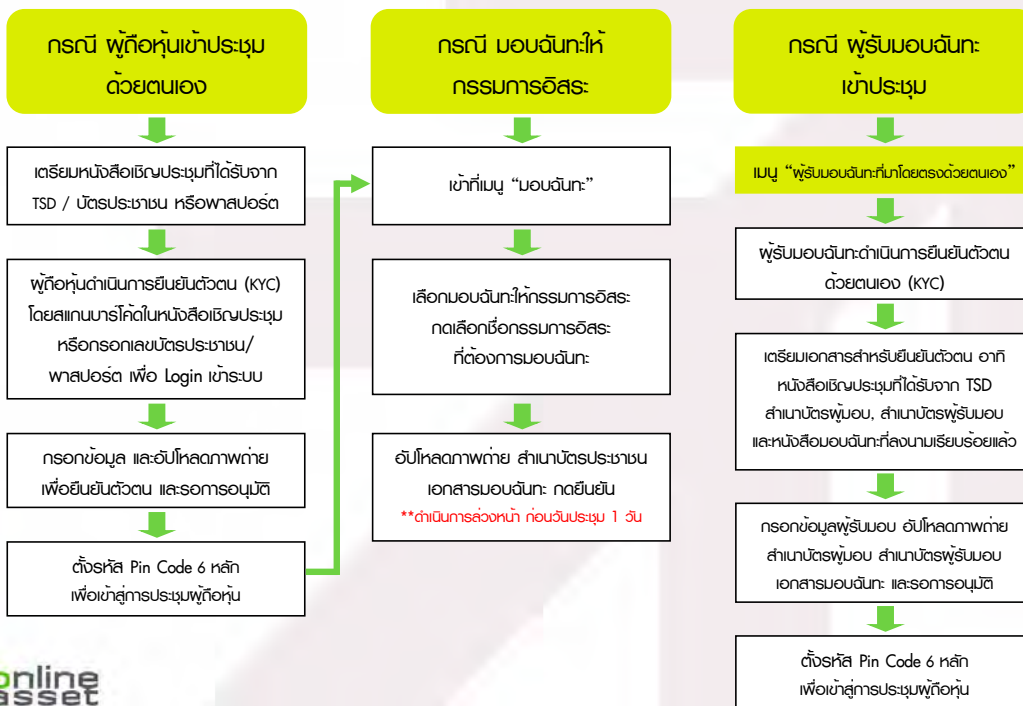 กรณี ผู้ถือหุ้นเข้าประชุม
ด้วยตนเอง
เตรียมหนังสือเชิญประชุมที่ได้รับจาก
TSD / บัตรประชาชน หรือพาสปอร์ต
ผู้ถือหุ้นดำเนินการยืนยันตัวตน (KYC)
โดยสแกนบาร์โค้ดในหนังสือเชิญประชุม
หรือกรอกเลขบัตรประชาชน/
พาสปอร์ต เพื่อ Login เข้าระบบ
กรอกข้อมูล และอัปโหลดภาพถ่าย
เพื่อยืนยันตัวตน และรอการอนุมัติ
ตั้งรหัส Pin Code 6 หลัก
เพื่อเข้าสู่การประชุมผู้ถือหุ้น
กรณี มอบฉันทะให้
กรรมการอิสระ
เข้าที่เมนู “มอบฉันทะ”
เลือกมอบฉันทะให้กรรมการอิสระ
กดเลือกชื่อกรรมการอิสระ
ที่ต้องการมอบฉันทะ
อัปโหลดภาพถ่าย สำเนาบัตรประชาชน
เอกสารมอบฉันทะ กดยืนยัน
**ดำเนินการล่วงหน้า ก่อนวันประชุม 1 วัน
กรณี ผู้รับมอบฉันทะ
เข้าประชุม
เมนู “ผู้รับมอบฉันทะที่มาโดยตรงด้วยตนเอง”
ผู้รับมอบฉันทะดำเนินการยืนยันตัวตน
ด้วยตนเอง (KYC)
เตรียมเอกสารสำหรับยืนยันตัวตน อาทิ
หนังสือเชิญประชุมที่ได้รับจาก TSD
สำเนาบัตรผู้มอบ, สำเนาบัตรผู้รับมอบ
และหนังสือมอบฉันทะที่ลงนามเรียบร้อยแล้ว
กรอกข้อมูลผู้รับมอบ อัปโหลดภาพถ่าย
สำเนาบัตรผู้มอบ สำเนาบัตรผู้รับมอบ
เอกสารมอบฉันทะ และรอการอนุมัติ
ตั้งรหัส Pin Code 6 หลัก
เพื่อเข้าสู่การประชุมผู้ถือหุ้น
online
asset